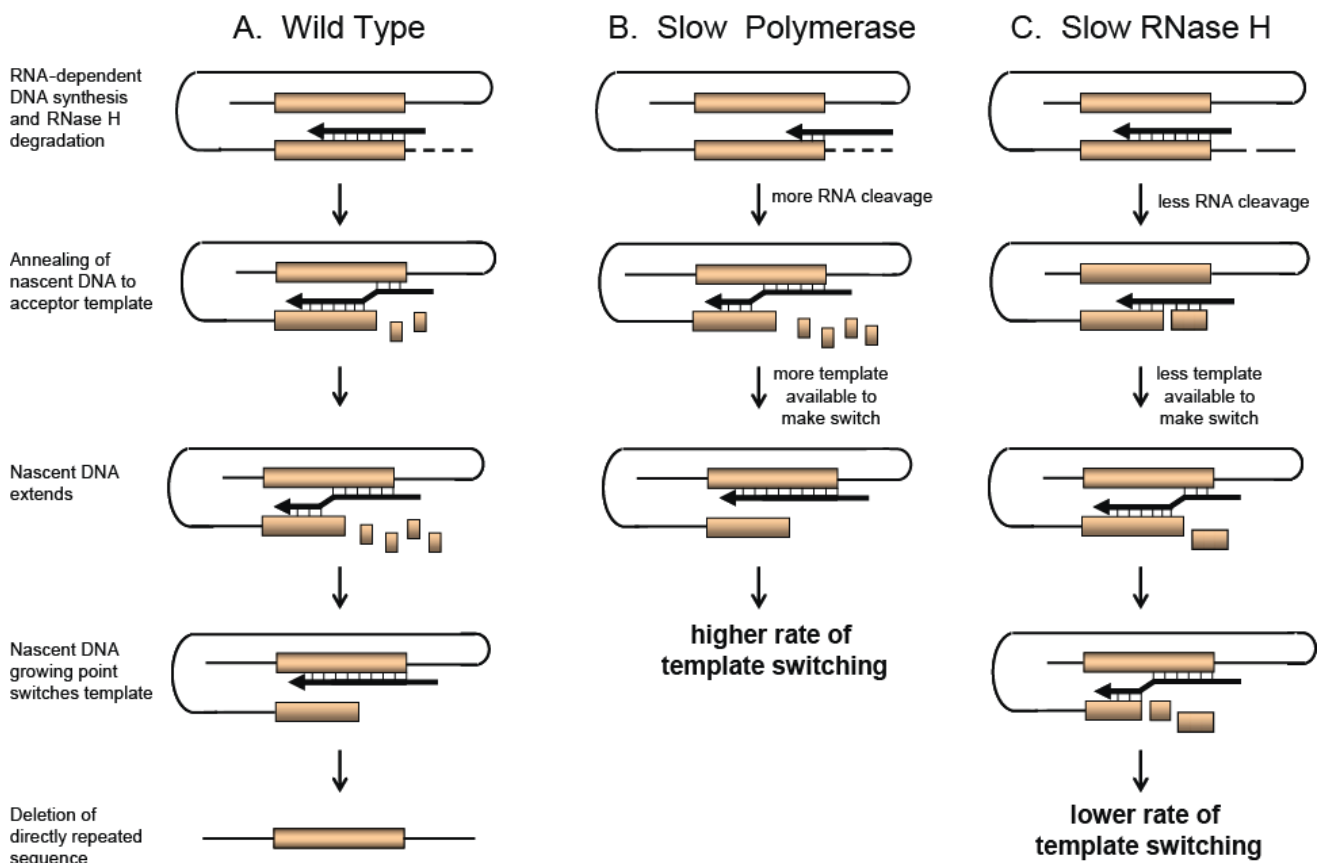 A. Wild Type
B. Slow Polymerase
C. Slow RNase H
RNA-dependent
DNA synthesis
and RNase H
degradation
more RNA cleavage
less RNA cleavage
Annealing of
nascent DNA to
acceptor template
more template
available to
make switch
less template
available to
make switch
Nascent DNA
extends
higher rate of
template switching
Nascent DNA
growing point
switches template
lower rate of
template switching
Deletion of
directly repeated
sequence